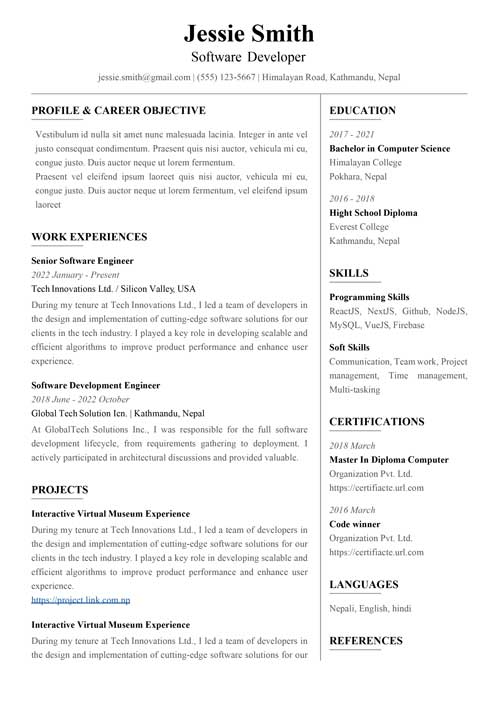 Jessie Smith
Software Developer
jessie.smith@gmail.com | (555) 123-5667 | Himalayan Road, Kathmandu, Nepal
PROFILE & CAREER OBJECTIVE
Vestibulum id nulla sit amet nunc malesuada lacinia. Integer in ante vel
justo consequat condimentum. Praesent quis nisi auctor, vehicula mi eu,
congue justo. Duis auctor neque ut lorem fermentum.
Praesent vel eleifend ipsum laoreet quis nisi auctor, vehicula mi eu,
congue justo. Duis auctor neque ut lorem fermentum, vel eleifend ipsum
laoreet
WORK EXPERIENCES
Senior Software Engineer
2022 January - Present
Tech Innovations Ltd. / Silicon Valley, USA
During my tenure at Tech Innovations Ltd., I led a team of developers in
the design and implementation of cutting-edge software solutions for our
clients in the tech industry. I played a key role in developing scalable and
efficient algorithms to improve product performance and enhance user
experience.
Software Development Engineer
2018 June - 2022 October
Global Tech Solution Icn. | Kathmandu, Nepal
At GlobalTech Solutions Inc., I was responsible for the full software
development lifecycle, from requirements gathering to deployment. I
actively participated in architectural discussions and provided valuable.
PROJECTS
Interactive Virtual Museum Experience
During my tenure at Tech Innovations Ltd., I led a team of developers in
the design and implementation of cutting-edge software solutions for our
clients in the tech industry. I played a key role in developing scalable and
efficient algorithms to improve product performance and enhance user
experience.
https://project.link.com.np
Interactive Virtual Museum Experience
During my tenure at Tech Innovations Ltd., I led a team of developers in
the design and implementation of cutting-edge software solutions for our
EDUCATION
2017 - 2021
Bachelor in Computer Science
Himalayan College
Pokhara, Nepal
2016 - 2018
Hight School Diploma
Everest College
Kathmandu, Nepal
SKILLS
Programming Skills
ReactJS, NextJS, Github, NodeJS,
MySQL, VueJS, Firebase
Soft Skills
Communication, Team work, Project
management, Time management,
Multi-tasking
CERTIFICATIONS
2018 March
Master In Diploma Computer
Organization Pvt. Ltd.
https://certifiacte.url.com
2016 March
Code winner
Organization Pvt. Ltd.
https://certifiacte.url.com
LANGUAGES
Nepali, English, hindi
REFERENCES